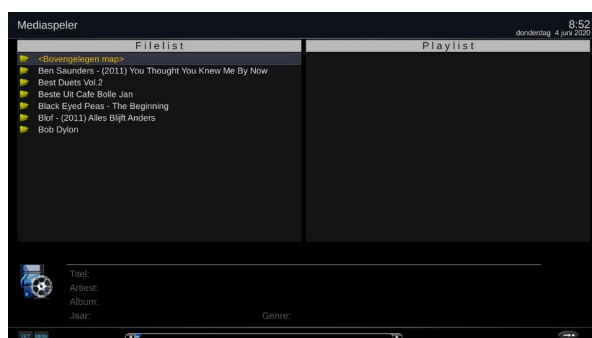 Mediaspeler
8:52
donderdag 4 juni 2020
Filelist
Playlist
<Bovengelegen map>
Ben Saunders - (2011) You Thought You Knew Me By Now
Best Duets Vol.2
Beste Uit Cafe Bolle Jan
Black Eyed Peas - The Beginning
Blof - (2011) Alles Blijft Anders
Bob Dylon
Titel:
Artiest:
Album:
Jaar: Genre:
MENU